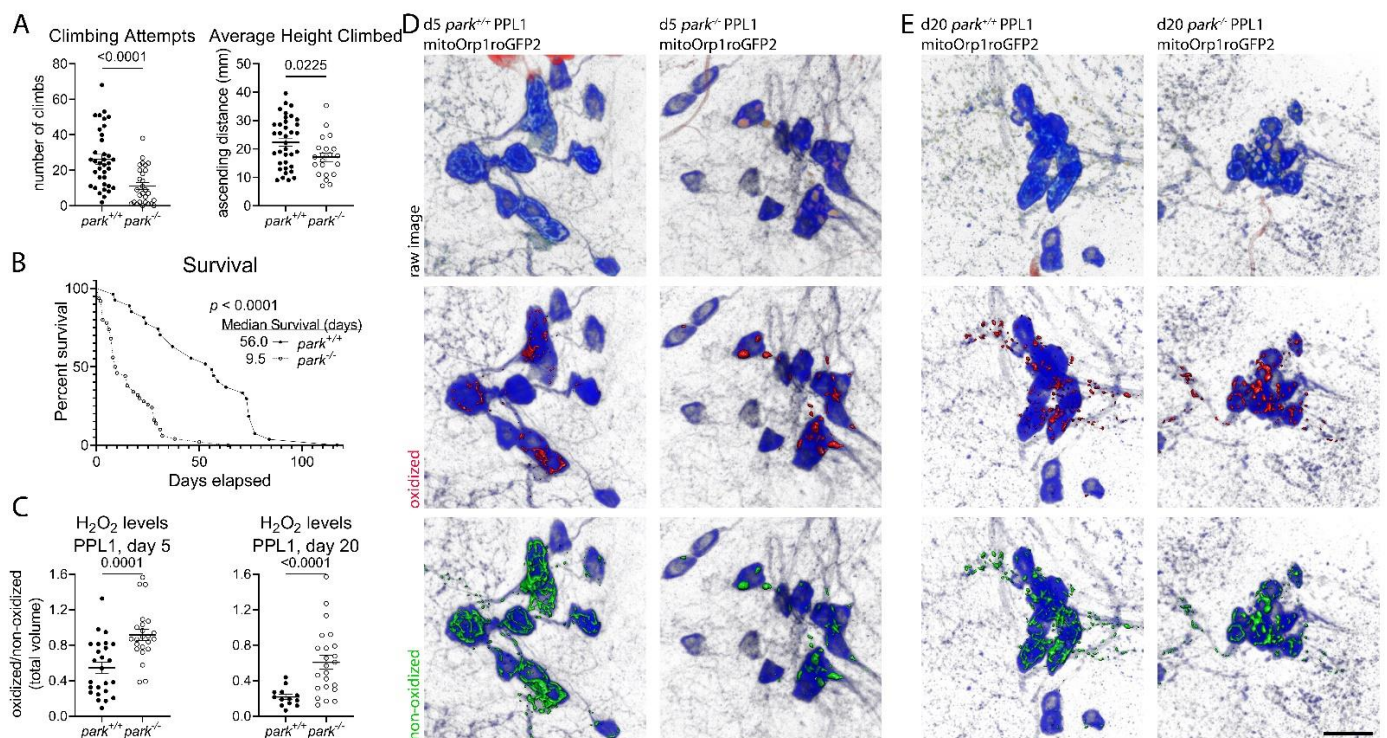 A
Climbing Attempts
<0.0001
number of climbs
80
60
40
20
0
park+/+ park-/-
Average Height Climbed
0.0225
ascending distance (mm)
50
40
30
20
10
0
park+/+ park-/-
B
Survival
Percent survival
100
50
0
0 50 100
Days elapsed
p < 0.0001
Median Survival (days)
56.0 park+/+
9.5 park-/-
C
H2O2 levels
PPL1, day 5
0.0001
oxidized/non-oxidized
(total volume)
1.6
1.2
0.8
0.4
0.0
park+/+ park-/-
H2O2 levels
PPL1, day 20
<0.0001
1.6
1.2
0.8
0.4
0.0
park+/+ park-/-
D
d5 park+/+ PPL1
mitoOrp1roGFP2
d5 park-/- PPL1
mitoOrp1roGFP2
raw image
oxidized
non-oxidized
E
d20 park+/+ PPL1
mitoOrp1roGFP2
d20 park-/- PPL1
mitoOrp1roGFP2